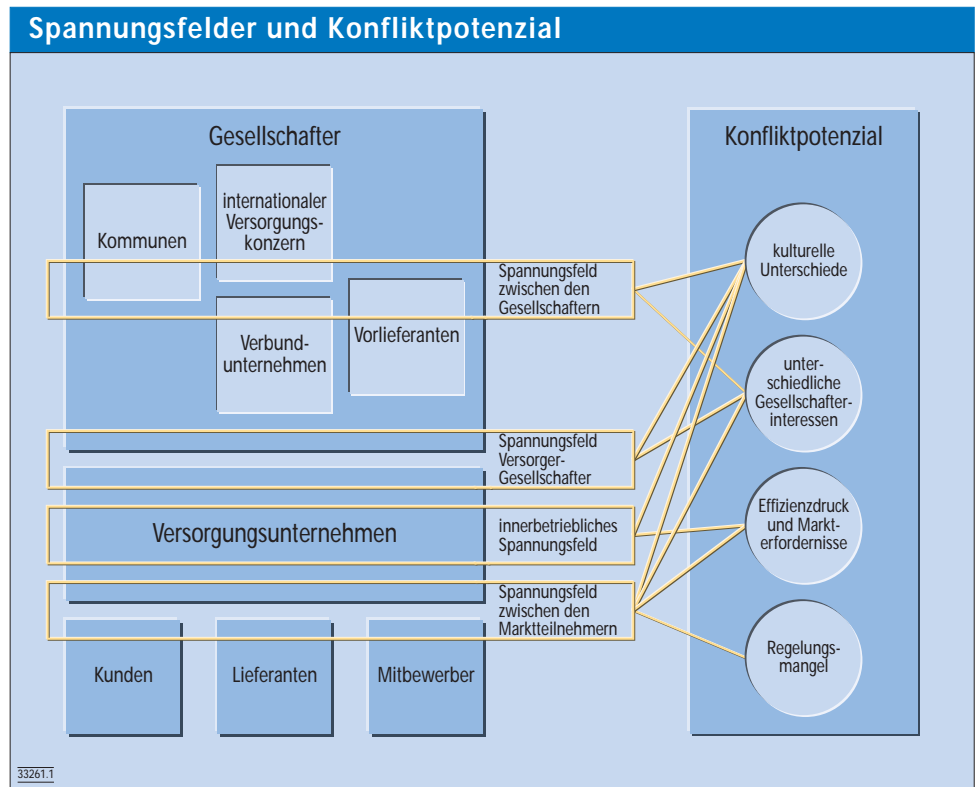 Spannungsfelder und Konfliktpotenzial
Gesellschafter
Kommunen
internationaler
Versorgungs-
konzern
Verbund-
unternehmen
Vorlieferanten
Spannungsfeld
zwischen den
Gesellschaftern
Spannungsfeld
Versorger-
Gesellschafter
Versorgungsunternehmen
innerbetriebliches
Spannungsfeld
Spannungsfeld
zwischen den
Marktteilnehmern
Kunden
Lieferanten
Mitbewerber
Konfliktpotenzial
kulturelle
Unterschiede
unter-
schiedliche
Gesellschafter-
interessen
Effizienzdruck
und Markt-
erfordernisse
Regelungs-
mangel
33261.1